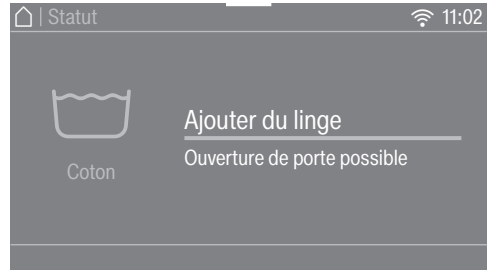 | Statut 11:02
Ajouter du linge
Ouverture de porte possible
Coton